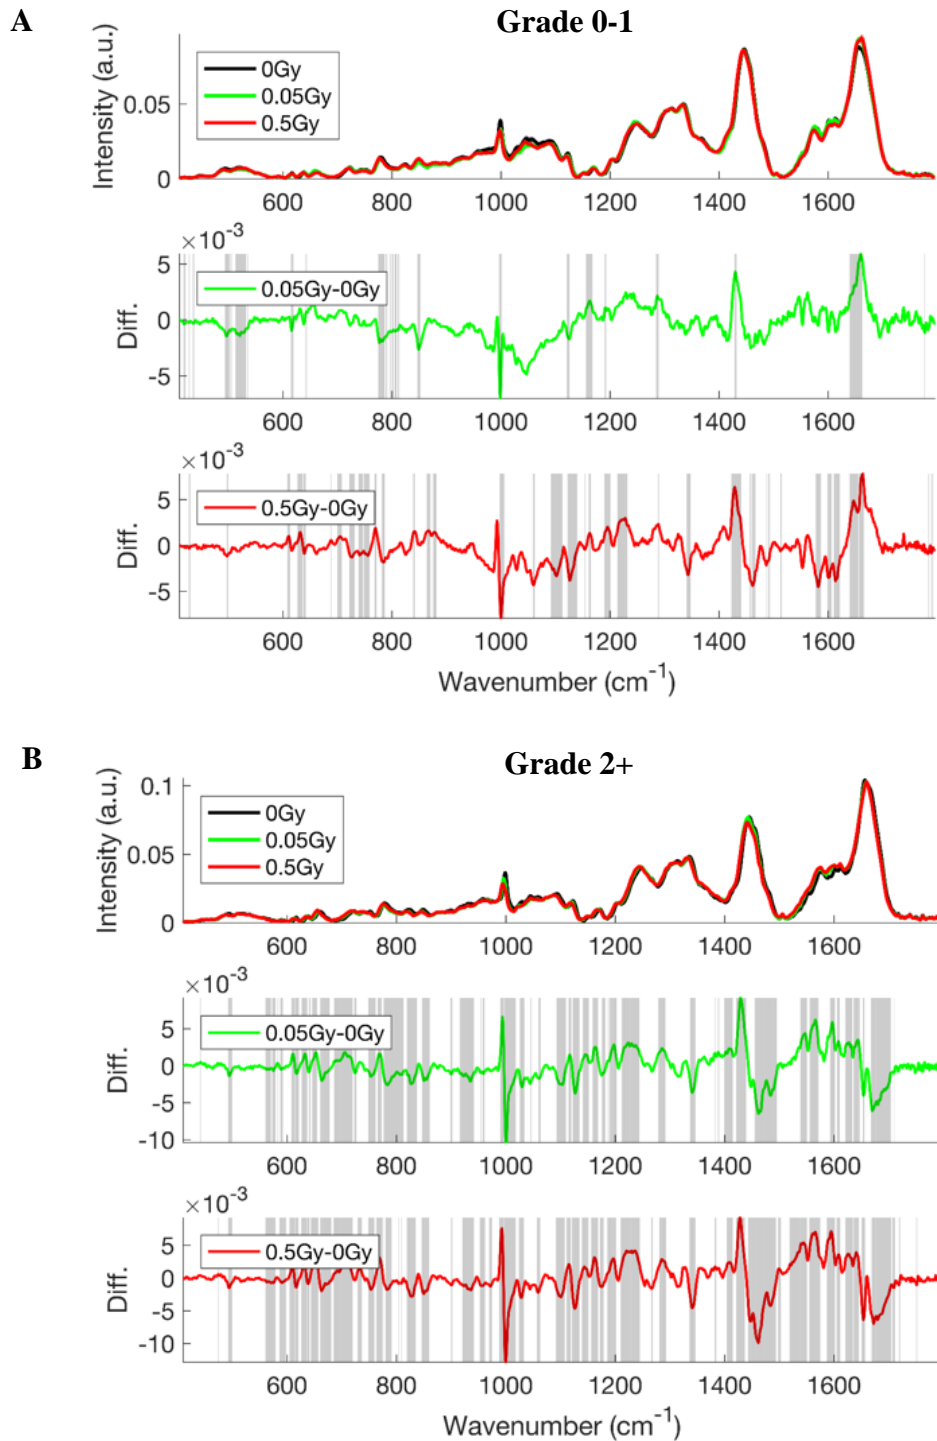 A
Grade 0-1
Intensity (a.u.)
0.05
0
0Gy
0.05Gy
0.5Gy
600 800 1000 1200 1400 1600
×10⁻³
Diff.
5
0
-5
0.05Gy-0Gy
600 800 1000 1200 1400 1600
×10⁻³
Diff.
5
0
-5
0.5Gy-0Gy
600 800 1000 1200 1400 1600
Wavenumber (cm⁻¹)
B
Grade 2+
Intensity (a.u.)
0.1
0.05
0
0Gy
0.05Gy
0.5Gy
600 800 1000 1200 1400 1600
×10⁻³
Diff.
5
0
-5
-10
0.05Gy-0Gy
600 800 1000 1200 1400 1600
×10⁻³
Diff.
5
0
-5
-10
0.5Gy-0Gy
600 800 1000 1200 1400 1600
Wavenumber (cm⁻¹)